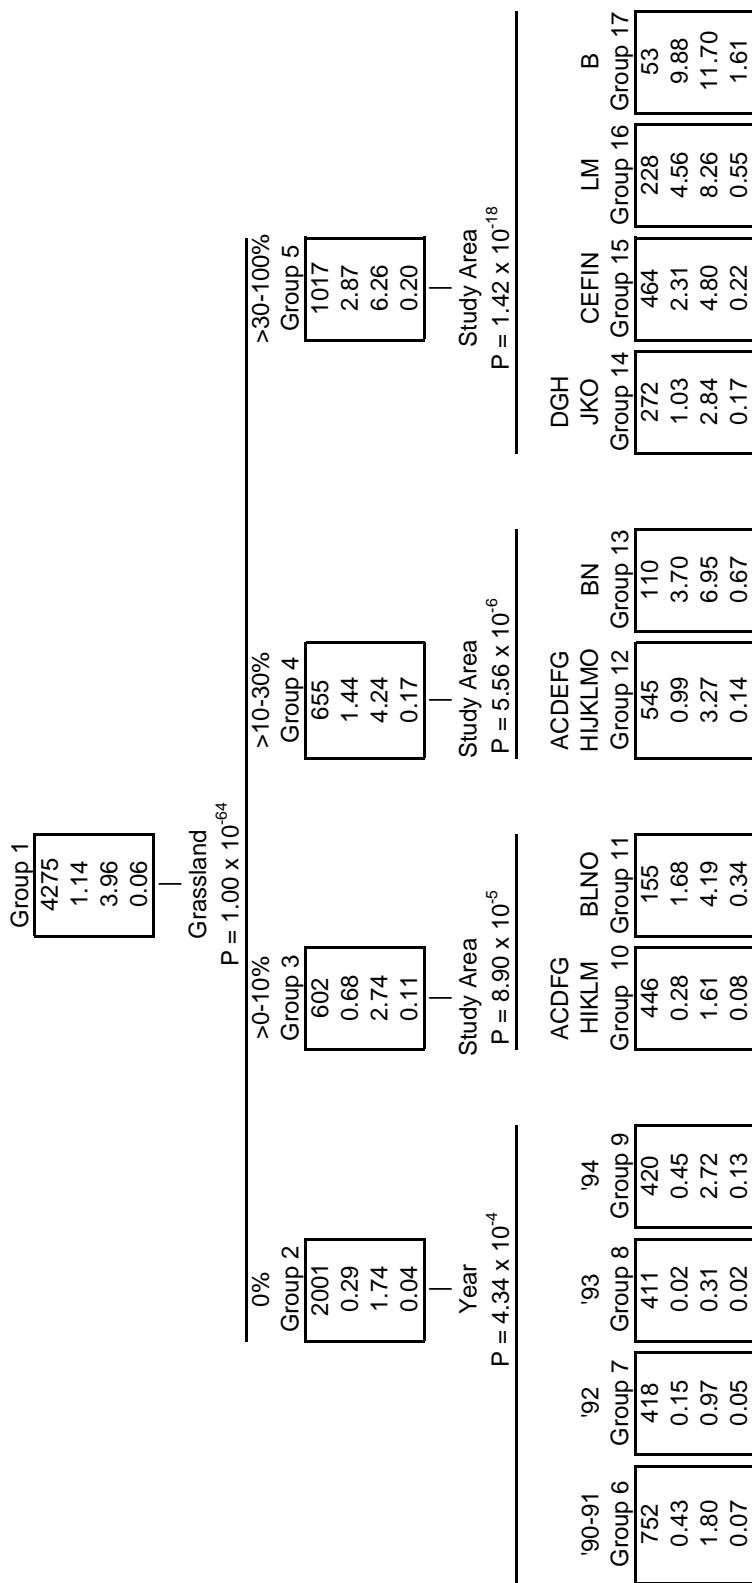 Group 1
4275
1.14
3.96
0.06
Grassland
P = 1.00 x 10-64
0%
Group 2
2001
0.29
1.74
0.04
Year
P = 4.34 x 10-4
>0-10%
Group 3
602
0.68
2.74
0.11
Study Area
P = 8.90 x 10-5
>10-30%
Group 4
655
1.44
4.24
0.17
Study Area
P = 5.56 x 10-6
>30-100%
Group 5
1017
2.87
6.26
0.20
Study Area
P = 1.42 x 10-18
'90-91
Group 6
752
0.43
1.80
0.07
'92
Group 7
418
0.15
0.97
0.05
'93
Group 8
411
0.02
0.31
0.02
'94
Group 9
420
0.45
2.72
0.13
ACDFG
HIKLM
Group 10
446
0.28
1.61
0.08
BLNO
Group 11
155
1.68
4.19
0.34
ACDEFG
HIJKLMO
Group 12
545
0.99
3.27
0.14
BN
Group 13
110
3.70
6.95
0.67
DGH
JKO
Group 14
272
1.03
2.84
0.17
CEFIN
Group 15
464
2.31
4.80
0.22
LM
Group 16
228
4.56
8.26
0.55
B
Group 17
53
9.88
11.70
1.61